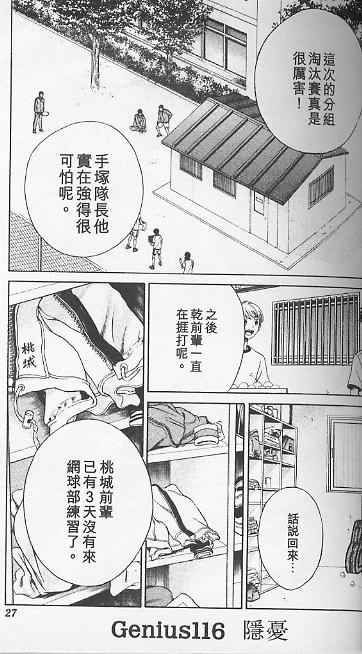 這次的分組
淘汰賽真是
很厲害！
手塚隊長他
實在強得很
可怕呢。
之後
乾前輩一直
在捱打呢。
桃城
話說回來…
桃城前輩
已有3天沒有來
網球部練習了。
27
Genius116 隱憂